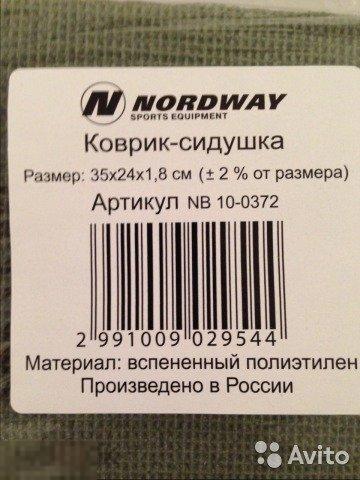 NORDWAY
SPORTS EQUIPMENT
Коврик-сидушка
Размер: 35х24х1,8 см (± 2 % от размера)
Артикул NB 10-0372
2 991009 029544
Материал: вспененный полиэтилен
Произведено в России
Avito